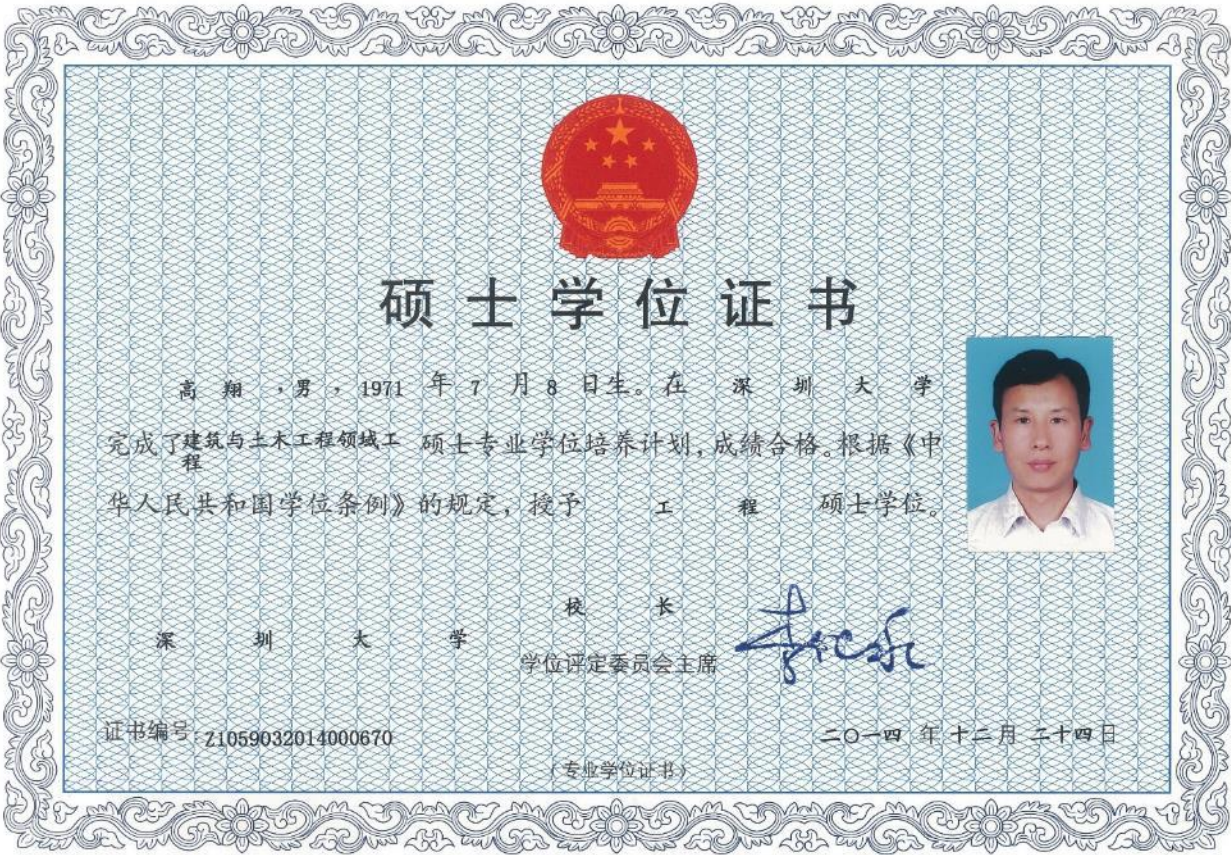 硕士学位证书
高翔，男，1971年7月8日生。在深圳大学
完成了建筑与土木工程领域工程硕士专业学位培养计划，成绩合格。根据《中
华人民共和国学位条例》的规定，授予工程硕士学位。
校长
深圳大学
学位评定委员会主席
证书编号：Z1059032014000670
二〇一四年十二月二十四日
（专业学位证书）